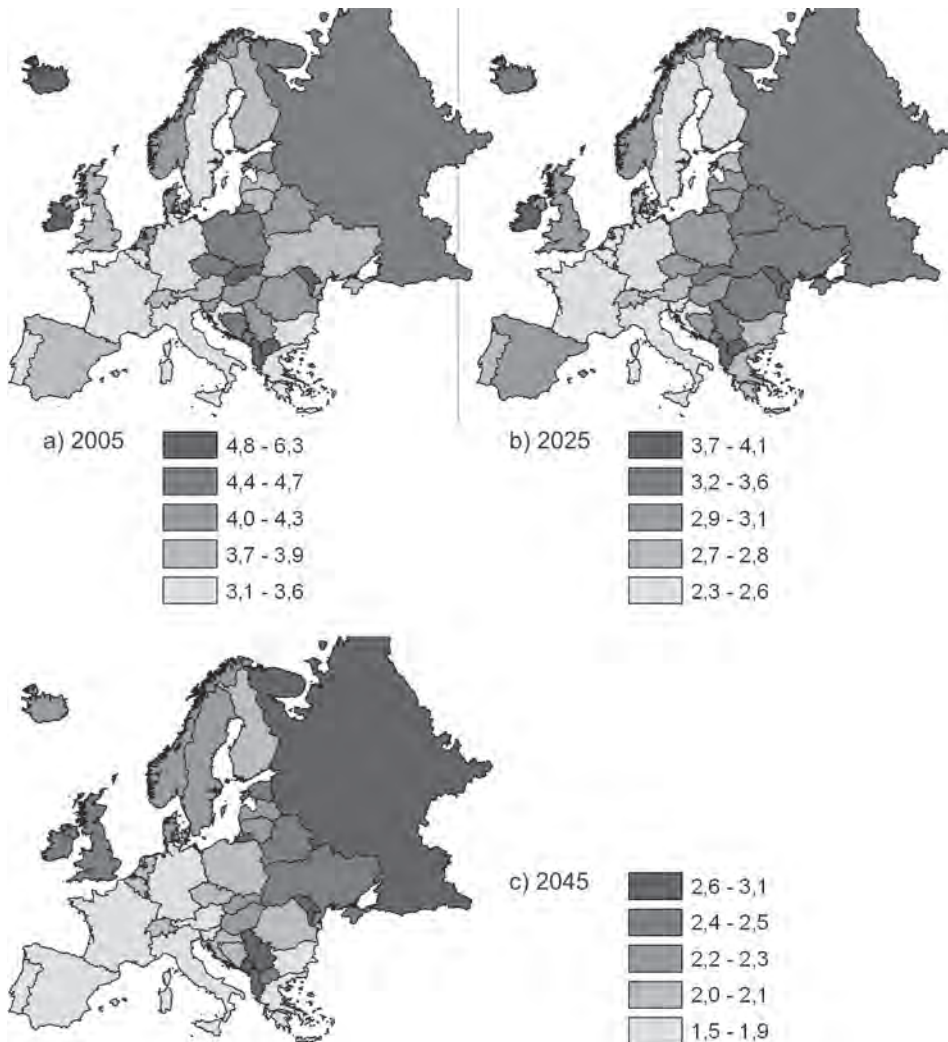 a) 2005
4,8 - 6,3
4,4 - 4,7
4,0 - 4,3
3,7 - 3,9
3,1 - 3,6
b) 2025
3,7 - 4,1
3,2 - 3,6
2,9 - 3,1
2,7 - 2,8
2,3 - 2,6
c) 2045
2,6 - 3,1
2,4 - 2,5
2,2 - 2,3
2,0 - 2,1
1,5 - 1,9